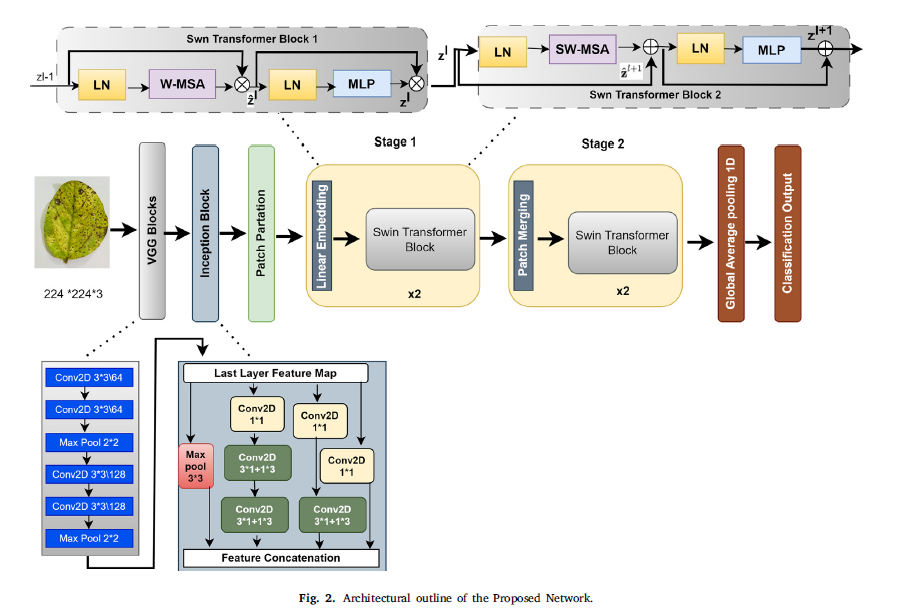 Swn Transformer Block 1
zl-1
LN
W-MSA
ẑl
LN
MLP
zl
zl
LN
SW-MSA
ẑl+1
LN
MLP
zl+1
Swn Transformer Block 2
Stage 1
Stage 2
224 *224*3
VGG Blocks
Inception Block
Patch Partation
Linear Embedding
Swin Transformer
Block
x2
Patch Merging
Swin Transformer
Block
x2
Global Average pooling 1D
Classification Output
Conv2D 3*3\64
Conv2D 3*3\64
Max Pool 2*2
Conv2D 3*3\128
Conv2D 3*3\128
Max Pool 2*2
Last Layer Feature Map
Max
pool
3*3
Conv2D
1*1
Conv2D
3*1+1*3
Conv2D
3*1+1*3
Conv2D
1*1
Conv2D
3*1+1*3
Conv2D
1*1
Feature Concatenation
Fig. 2. Architectural outline of the Proposed Network.